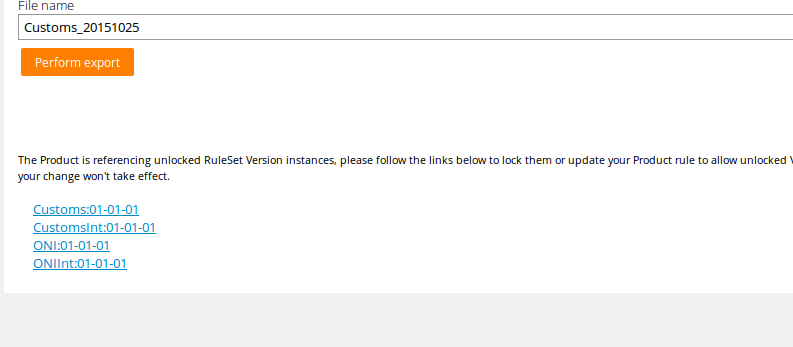 File name
Customs_20151025
Perform export
The Product is referencing unlocked RuleSet Version instances, please follow the links below to lock them or update your Product rule to allow unlocked
your change won't take effect.
Customs:01-01-01
CustomsInt:01-01-01
ONI:01-01-01
ONIInt:01-01-01